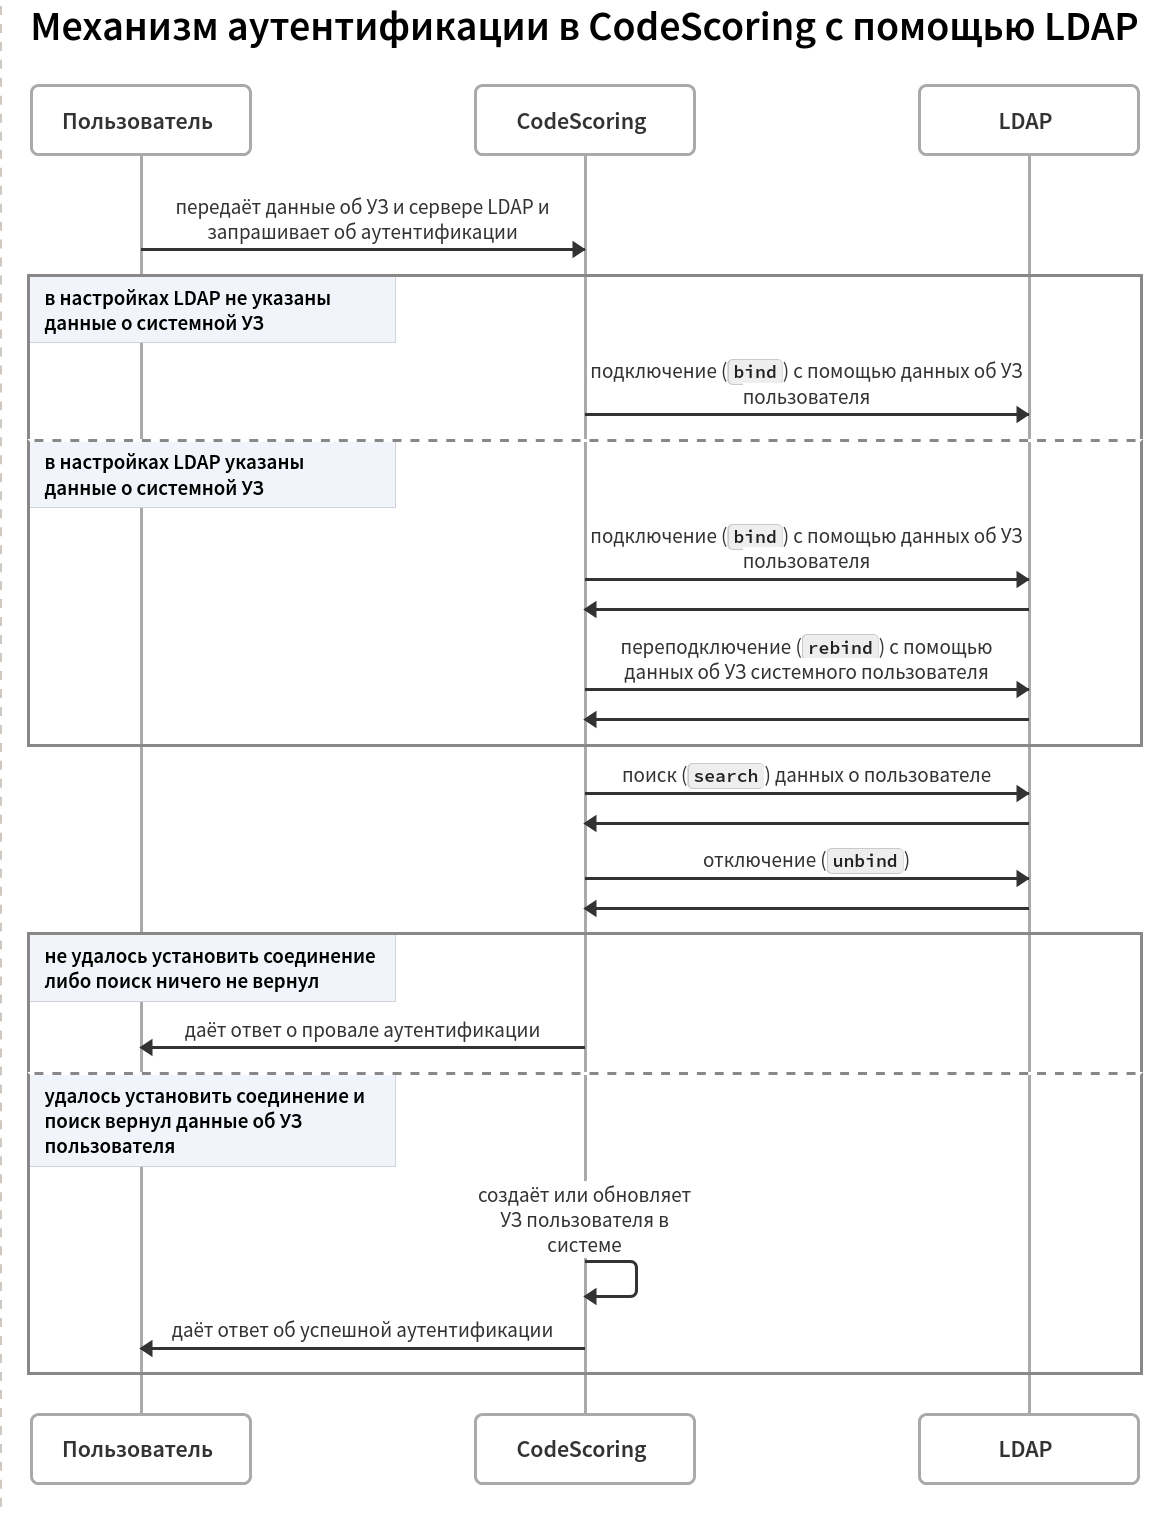 Механизм аутентификации в CodeScoring с помощью LDAP
Пользователь
CodeScoring
LDAP
передаёт данные об УЗ и сервере LDAP и
запрашивает об аутентификации
в настройках LDAP не указаны
данные о системной УЗ
подключение (bind) с помощью данных об УЗ
пользователя
в настройках LDAP указаны
данные о системной УЗ
подключение (bind) с помощью данных об УЗ
пользователя
переподключение (rebind) с помощью
данных об УЗ системного пользователя
поиск (search) данных о пользователе
отключение (unbind)
не удалось установить соединение
либо поиск ничего не вернул
даёт ответ о провале аутентификации
удалось установить соединение и
поиск вернул данные об УЗ
пользователя
создаёт или обновляет
УЗ пользователя в
системе
даёт ответ об успешной аутентификации
Пользователь
CodeScoring
LDAP